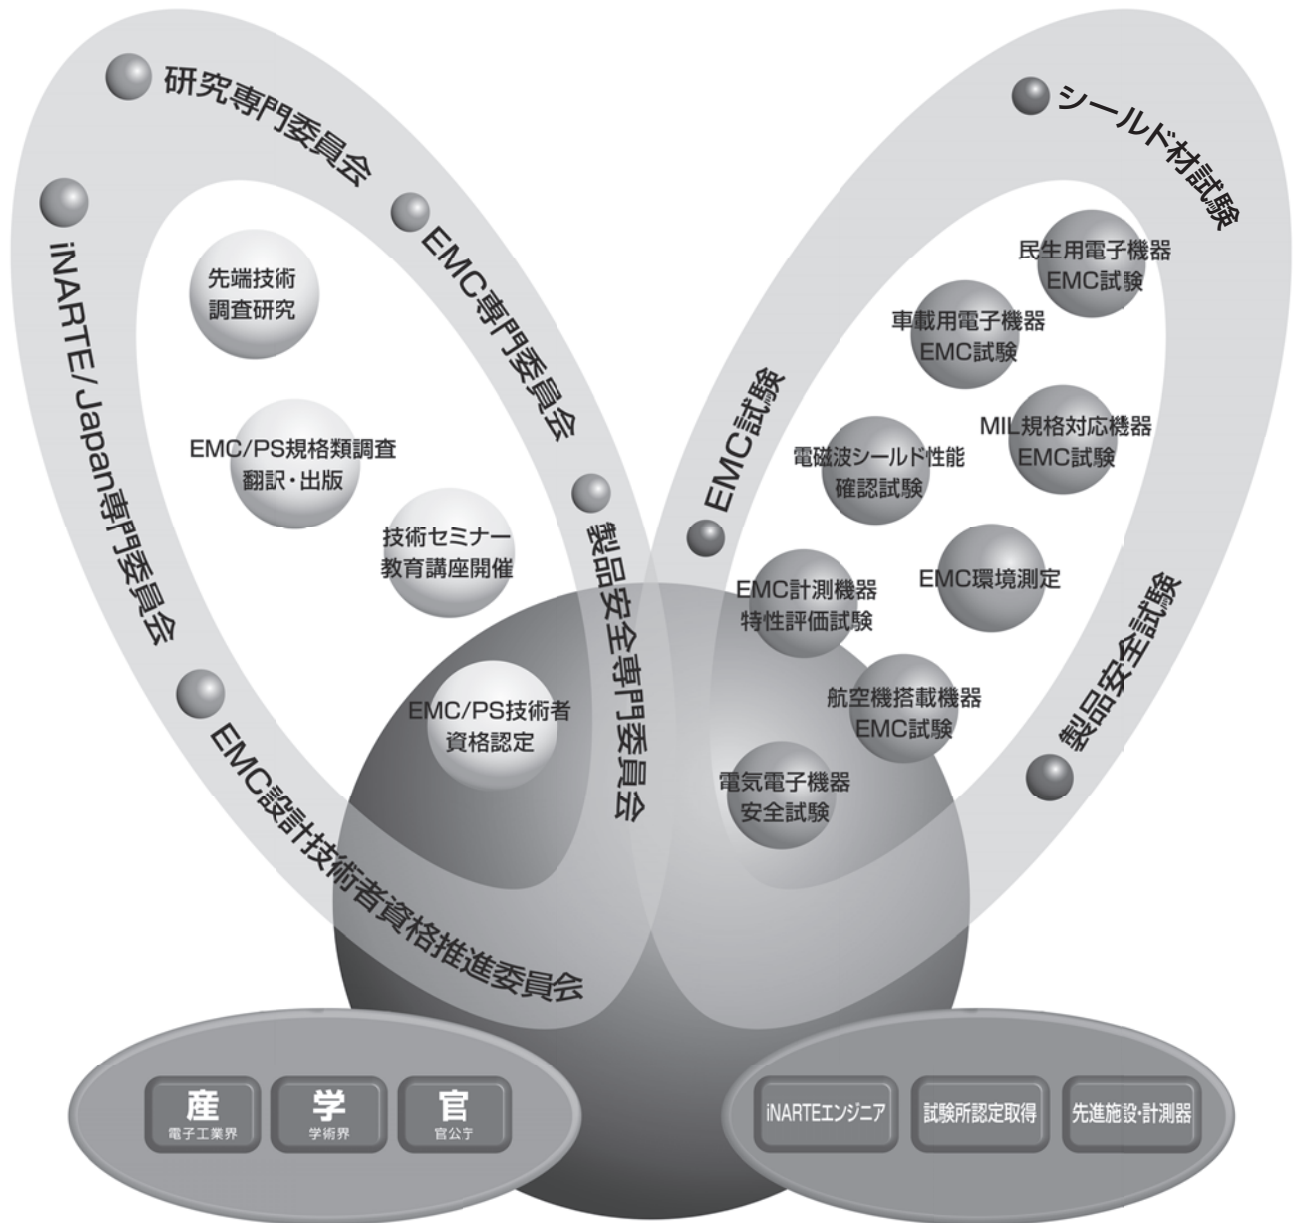 研究専門委員会
iNARTE/Japan専門委員会
EMC専門委員会
製品安全専門委員会
EMC設計技術者資格推進委員会
先端技術
調査研究
EMC/PS規格類調査
翻訳・出版
技術セミナー
教育講座開催
EMC/PS技術者
資格認定
シールド材試験
EMC試験
製品安全試験
民生用電子機器
EMC試験
車載用電子機器
EMC試験
MIL規格対応機器
EMC試験
電磁波シールド性能
確認試験
EMC環境測定
EMC計測機器
特性評価試験
航空機搭載機器
EMC試験
電気電子機器
安全試験
産
電子工業界
学
学術界
官
官公庁
iNARTEエンジニア
試験所認定取得
先進施設・計測器